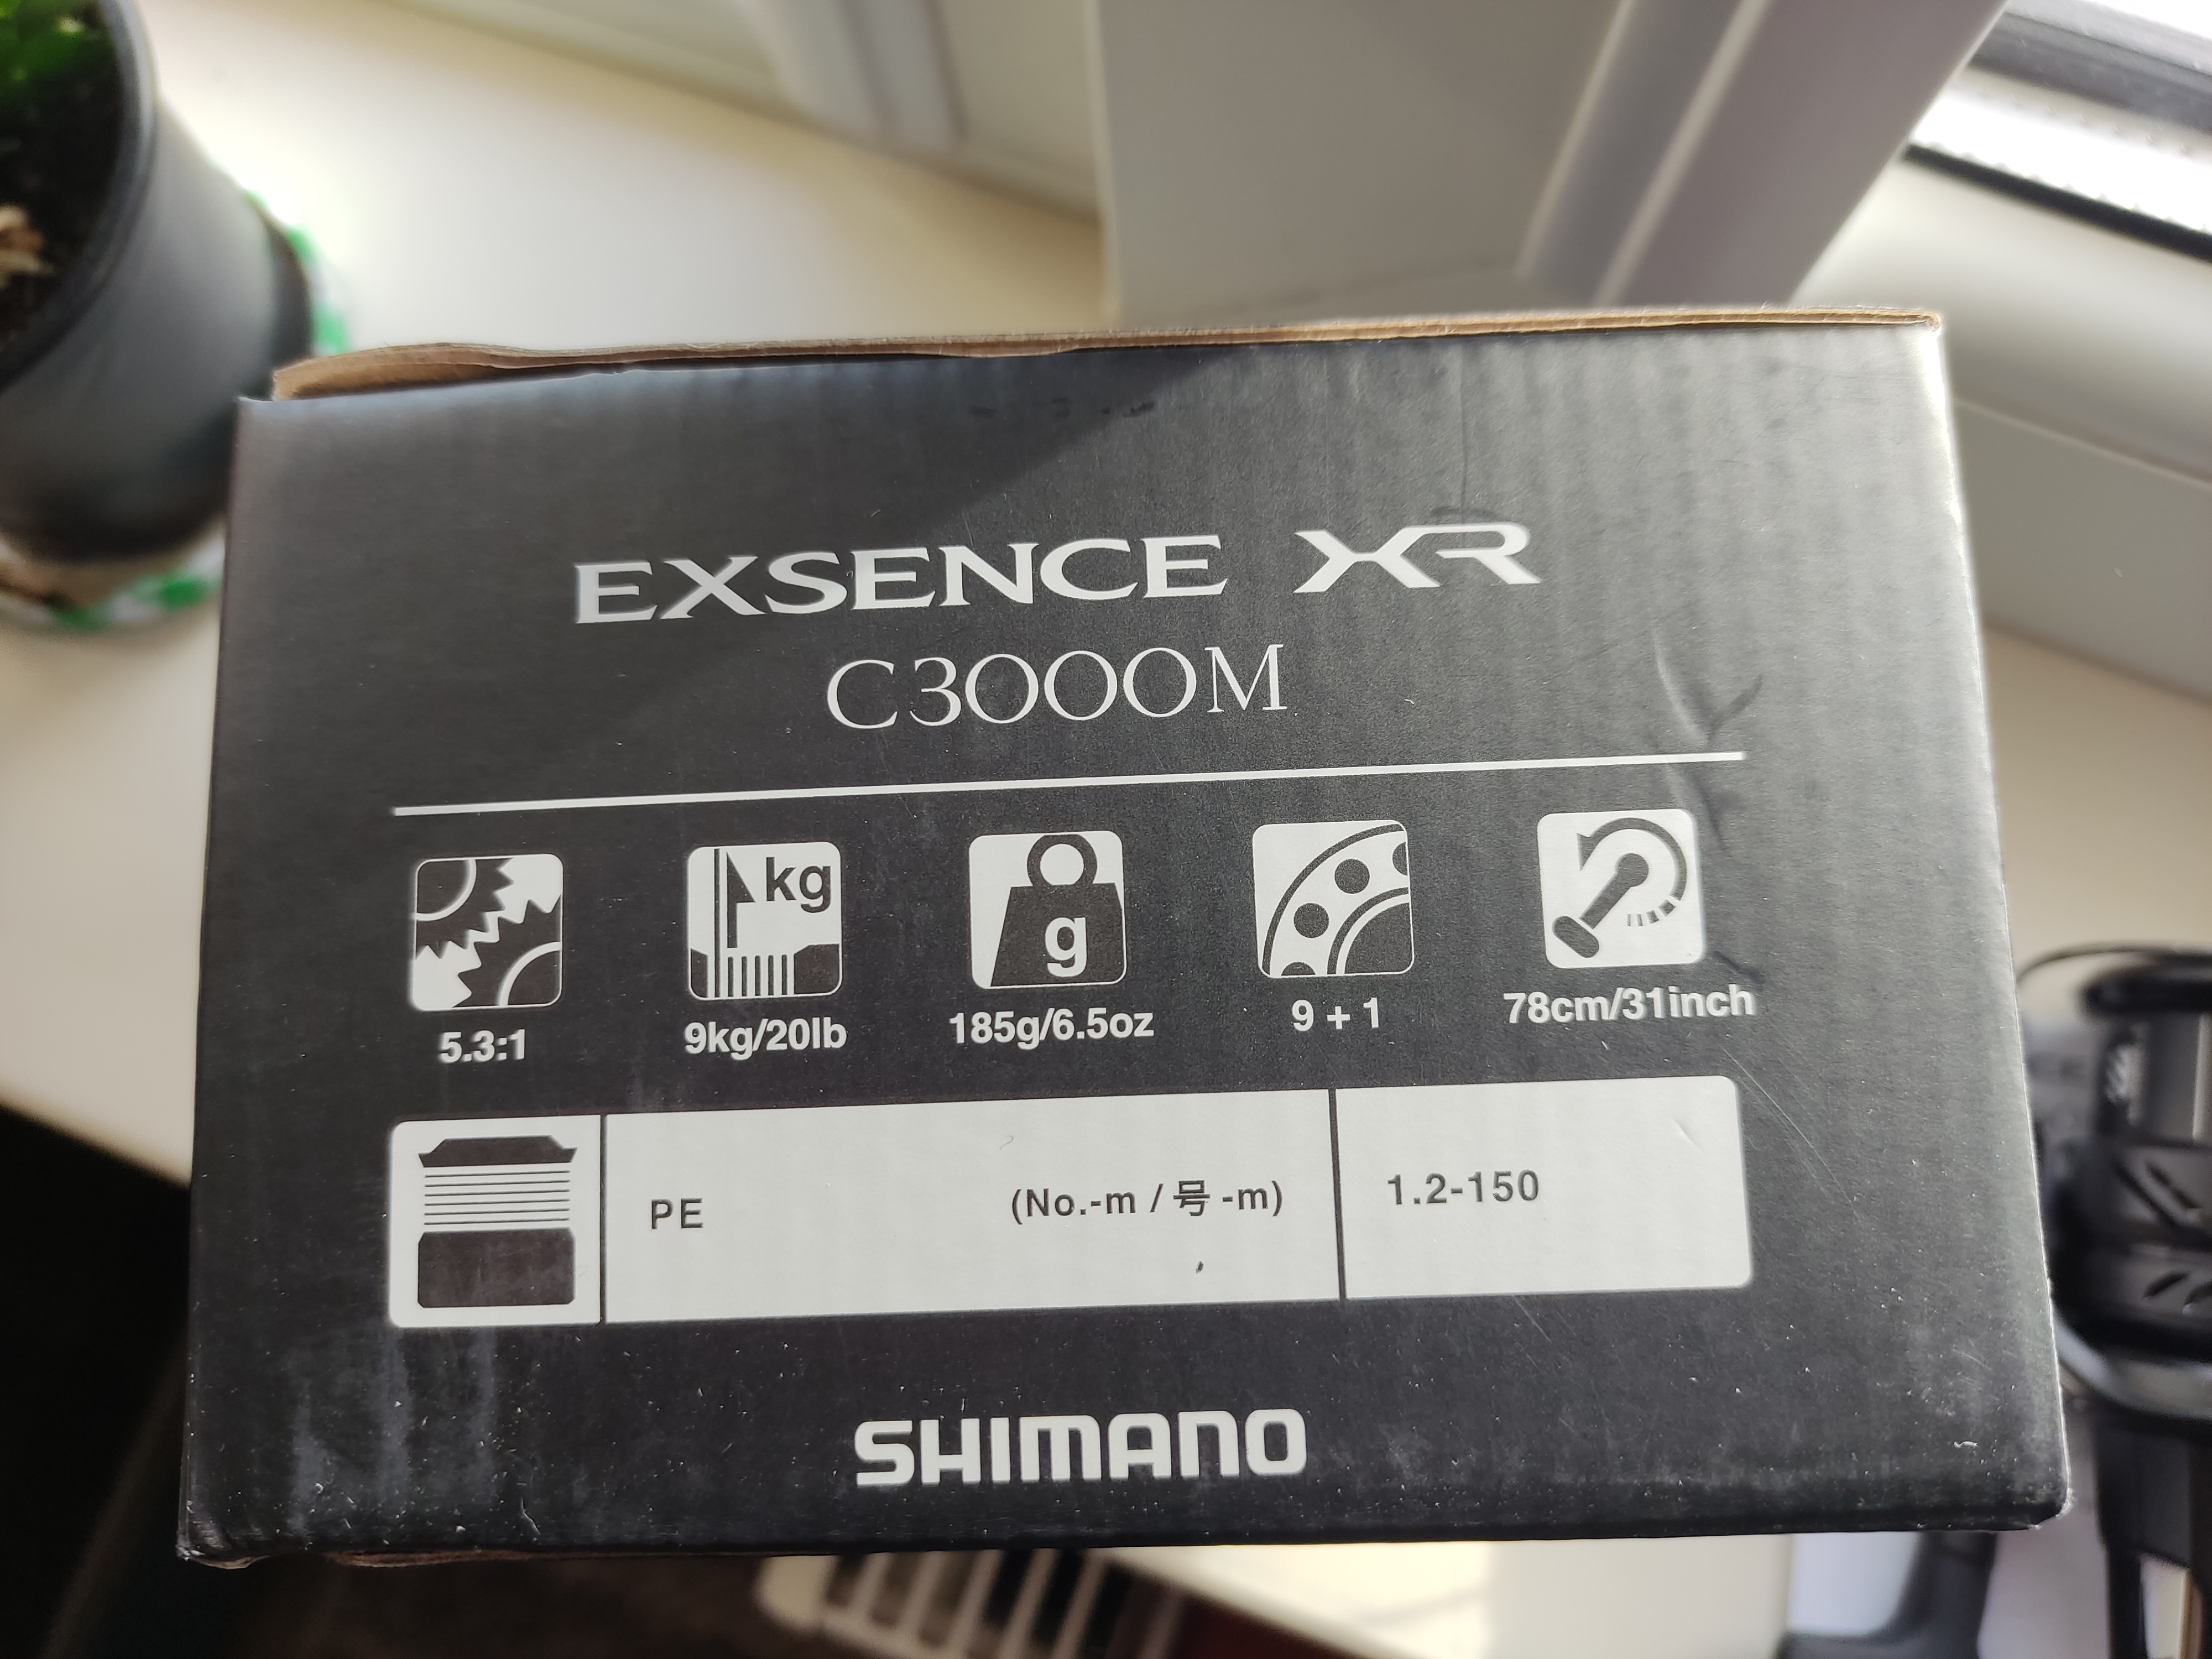 EXSENCE XR
C3000M
kg
g
5.3:1 9kg/20lb 185g/6.5oz 9+1 78cm/31inch
PE (No.-m / 号 -m) 1.2-150
SHIMANO